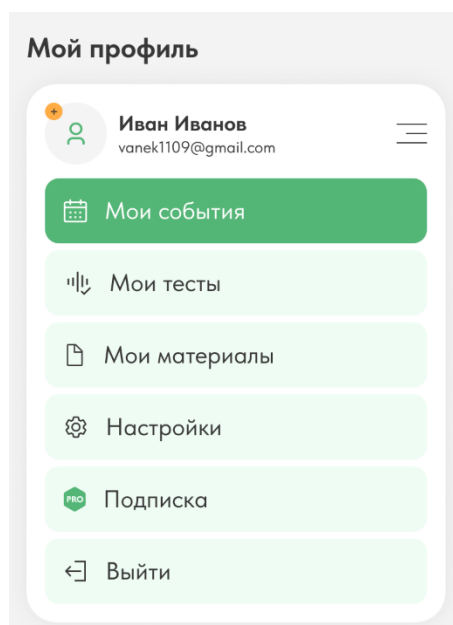 Мой профиль
+
Иван Иванов
vanek1109@gmail.com
Мои события
Мои тесты
Мои материалы
Настройки
PRO Подписка
Выйти